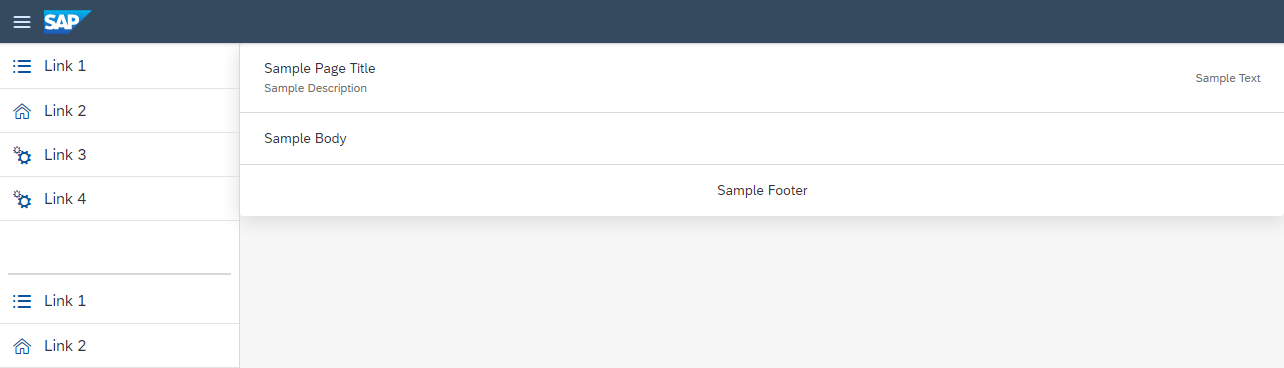 SAP
Link 1
Link 2
Link 3
Link 4
Link 1
Link 2
Sample Page Title
Sample Description
Sample Text
Sample Body
Sample Footer